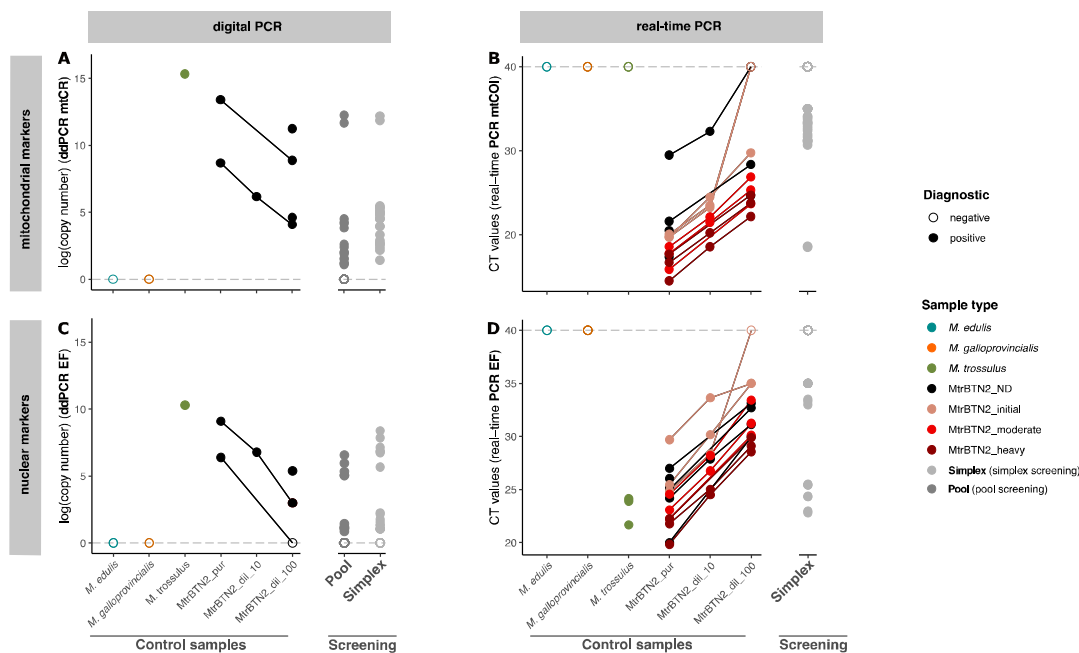 digital PCR
real-time PCR
mitochondrial markers
nuclear markers
A
log(copy number) (ddPCR mtCR)
15
10
5
0
B
CT values (real-time PCR mtCOI)
40
30
20
C
log(copy number) (ddPCR EF)
15
10
5
0
D
CT values (real-time PCR EF)
40
35
30
25
20
M. edulis
M. galloprovincialis
M. trossulus
MtrBTN2_pur
MtrBTN2_dil_10
MtrBTN2_dil_100
Pool
Simplex
Control samples
Screening
M. edulis
M. galloprovincialis
M. trossulus
MtrBTN2_pur
MtrBTN2_dil_10
MtrBTN2_dil_100
Simplex
Control samples
Screening
Diagnostic
negative
positive
Sample type
M. edulis
M. galloprovincialis
M. trossulus
MtrBTN2_ND
MtrBTN2_initial
MtrBTN2_moderate
MtrBTN2_heavy
Simplex (simplex screening)
Pool (pool screening)